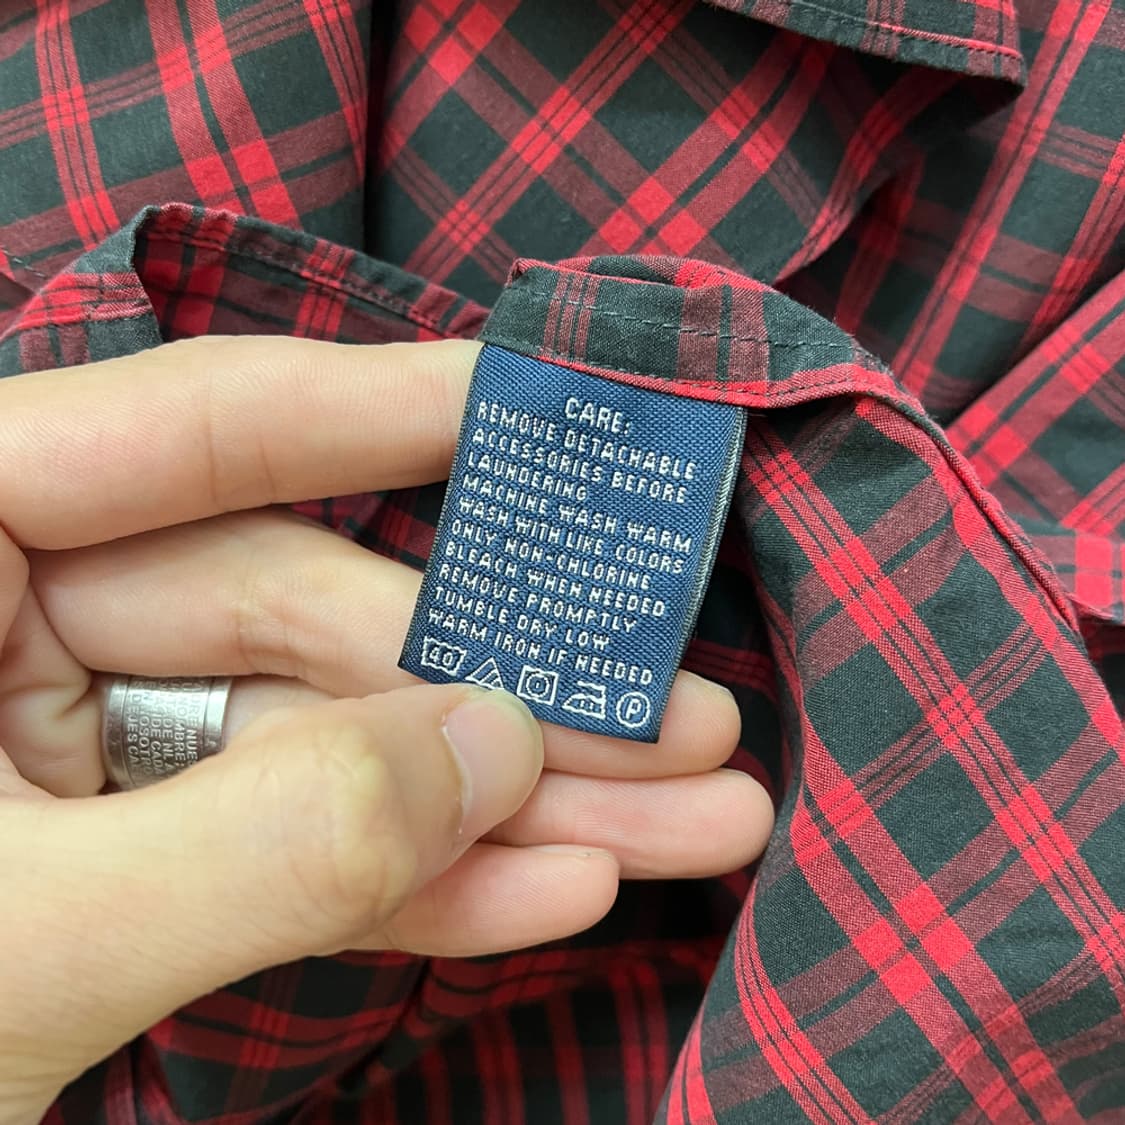 CARE:
REMOVE DETACHABLE
ACCESSORIES BEFORE
LAUNDERING
MACHINE WASH WARM
WASH WITH LIKE COLORS
ONLY NON-CHLORINE
BLEACH WHEN NEEDED
REMOVE PROMPTLY
TUMBLE DRY LOW
WARM IRON IF NEEDED
40
P